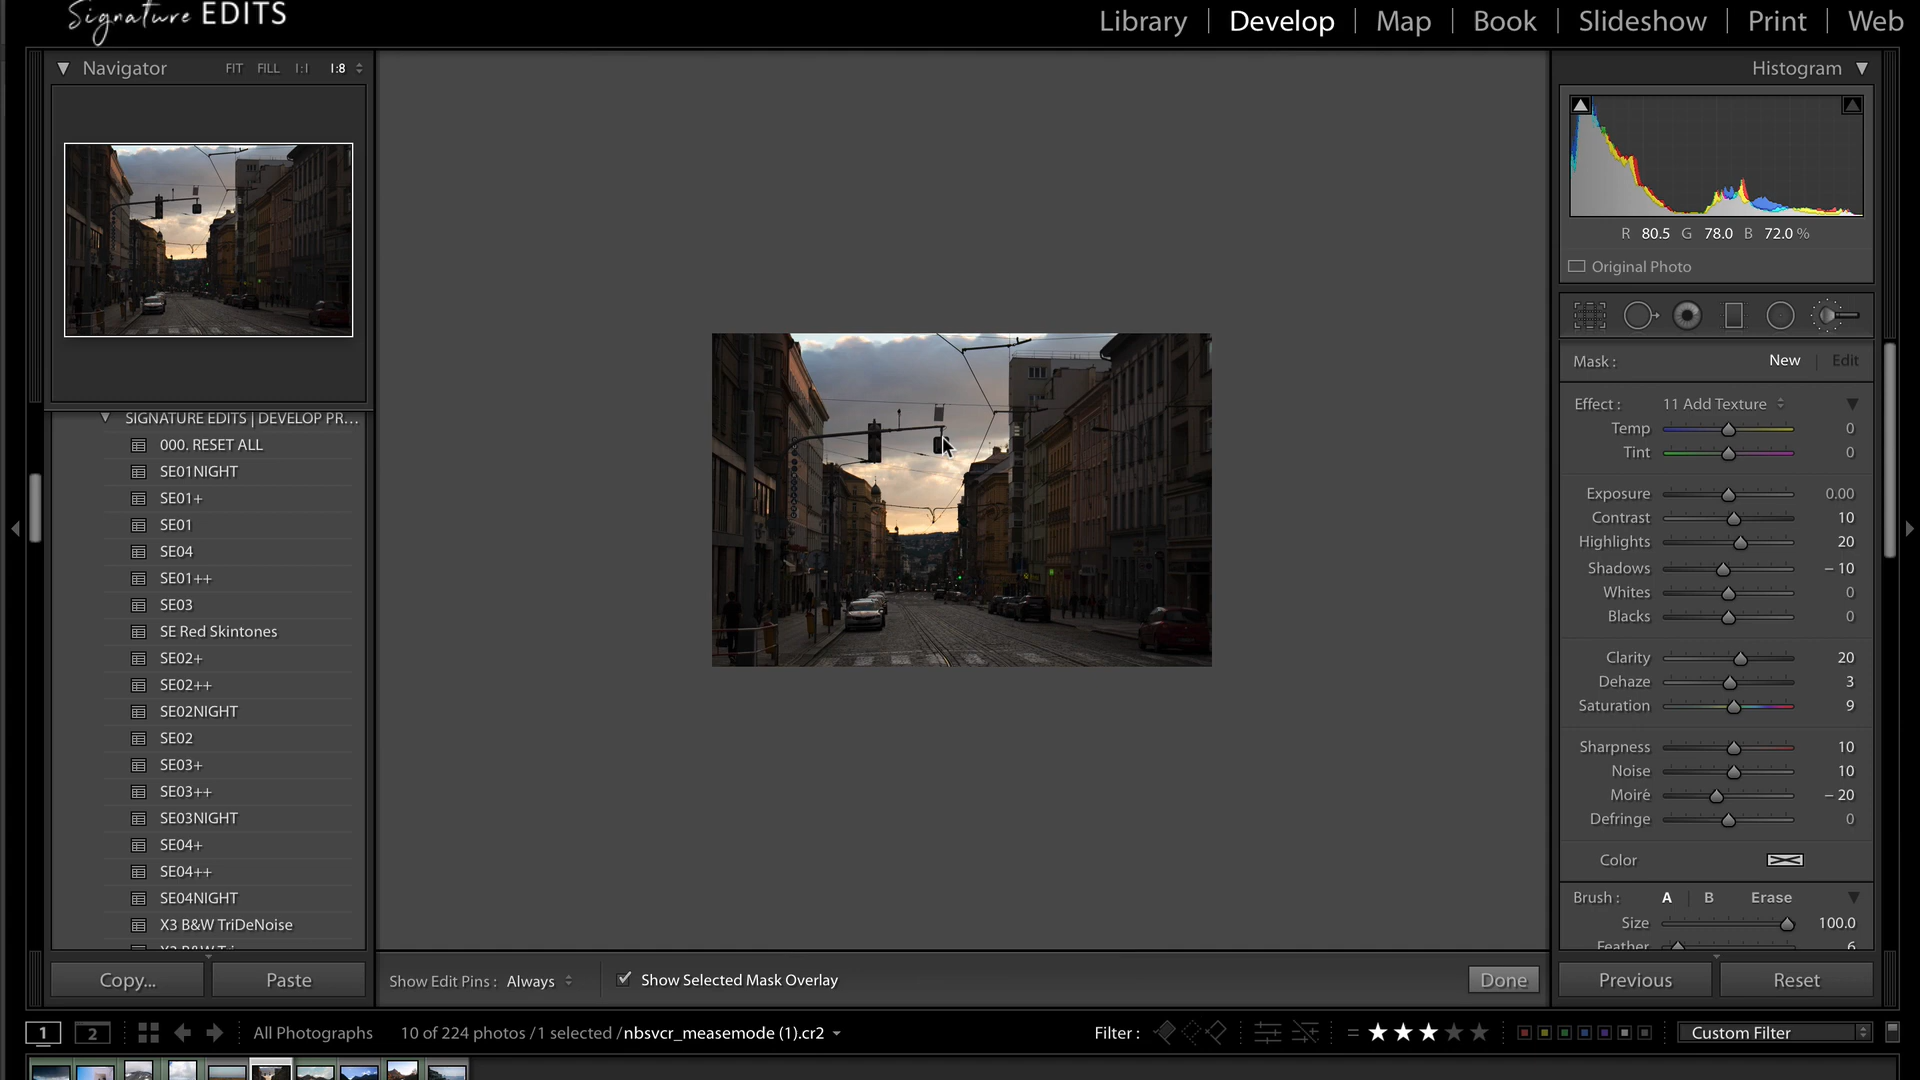 Signature EDITS
Library | Develop | Map | Book | Slideshow | Print | Web
Navigator FIT FILL 1:1 1:8
Histogram
R 80.5 G 78.0 B 72.0 %
Original Photo
Mask : New | Edit
Effect : 11 Add Texture
Temp 0
Tint 0
Exposure 0.00
Contrast 10
Highlights 20
Shadows – 10
Whites 0
Blacks 0
Clarity 20
Dehaze 3
Saturation 9
Sharpness 10
Noise 10
Moiré – 20
Defringe 0
Color
Brush : A | B Erase
Size 100.0
Feather 6
SIGNATURE EDITS | DEVELOP PR...
000. RESET ALL
SE01NIGHT
SE01+
SE01
SE04
SE01++
SE03
SE Red Skintones
SE02+
SE02++
SE02NIGHT
SE02
SE03+
SE03++
SE03NIGHT
SE04+
SE04++
SE04NIGHT
X3 B&W TriDeNoise
Copy... Paste
Show Edit Pins : Always Show Selected Mask Overlay Done
Previous Reset
1 2 All Photographs 10 of 224 photos /1 selected /nbsvcr_measemode (1).cr2 Filter : Custom Filter